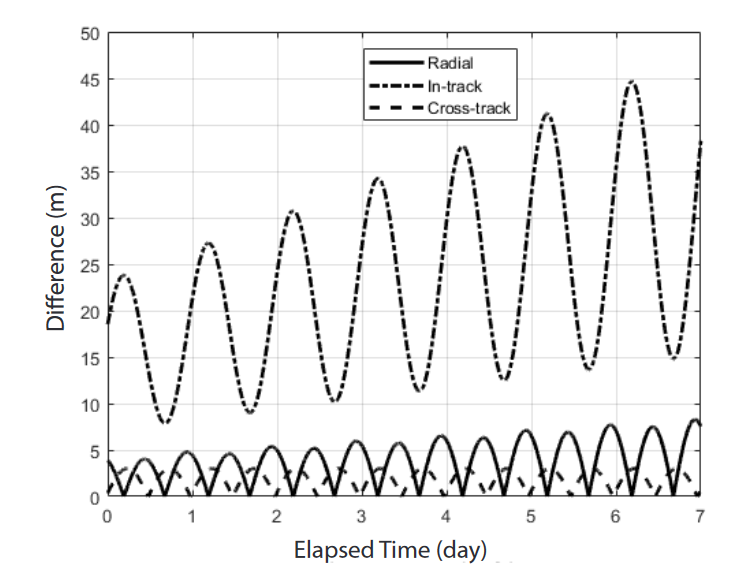 50
45
40
35
30
25
20
15
10
5
0
Difference (m)
Radial
In-track
Cross-track
0 1 2 3 4 5 6 7
Elapsed Time (day)